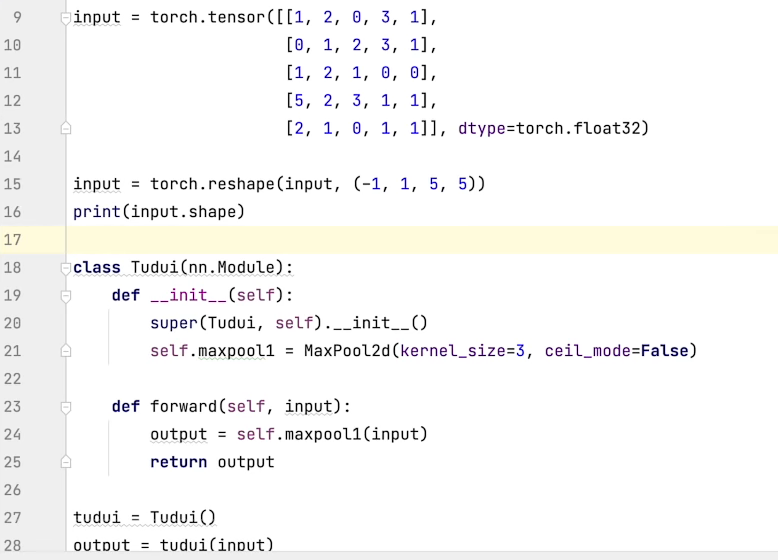 9 input = torch.tensor([[1, 2, 0, 3, 1],
10 [0, 1, 2, 3, 1],
11 [1, 2, 1, 0, 0],
12 [5, 2, 3, 1, 1],
13 [2, 1, 0, 1, 1]], dtype=torch.float32)
14
15 input = torch.reshape(input, (-1, 1, 5, 5))
16 print(input.shape)
17
18 class Tudui(nn.Module):
19 def __init__(self):
20 super(Tudui, self).__init__()
21 self.maxpool1 = MaxPool2d(kernel_size=3, ceil_mode=False)
22
23 def forward(self, input):
24 output = self.maxpool1(input)
25 return output
26
27 tudui = Tudui()
28 output = tudui(input)